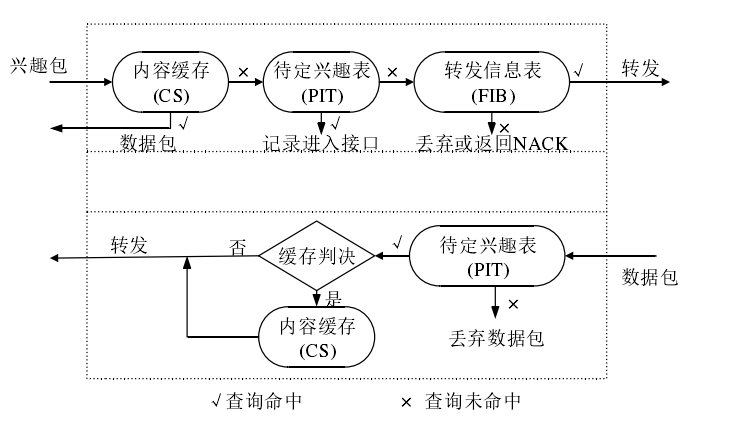 兴趣包
内容缓存
(CS)
×
待定兴趣表
(PIT)
×
转发信息表
(FIB)
√
转发
√
数据包
√
记录进入接口
×
丢弃或返回NACK
转发
否
缓存判决
√
待定兴趣表
(PIT)
数据包
是
内容缓存
(CS)
×
丢弃数据包
√查询命中
× 查询未命中